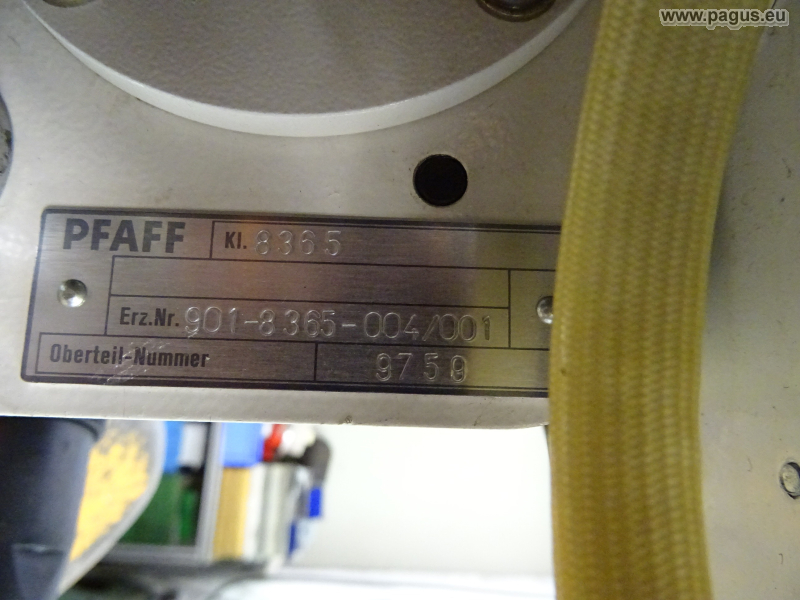 www.pagus.eu
PFAFF Kl. 8365
Erz.Nr. 901-8365-004/001
Oberteil-Nummer 9759